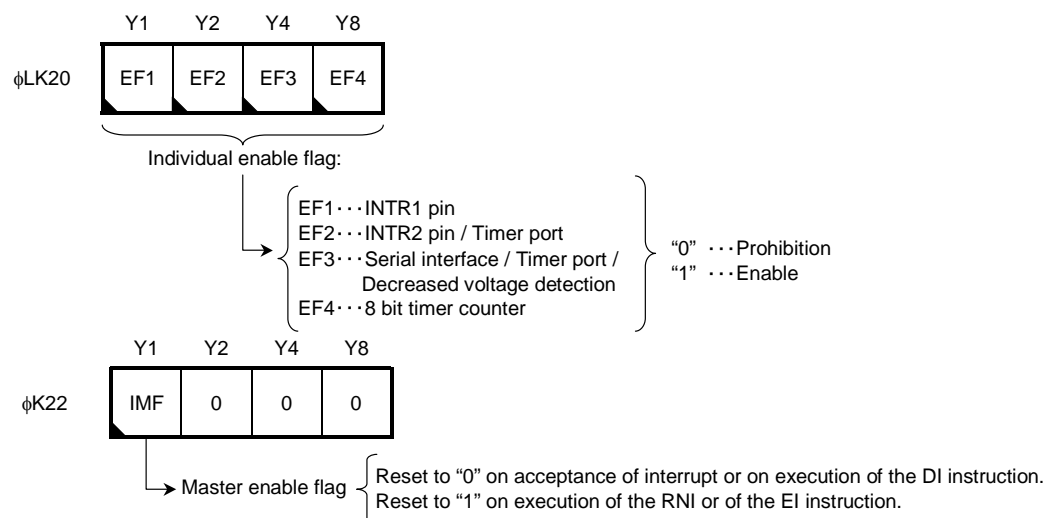 Y1 Y2 Y4 Y8
ϕLK20 EF1 EF2 EF3 EF4
Individual enable flag:
EF1···INTR1 pin
EF2···INTR2 pin / Timer port
EF3···Serial interface / Timer port /
Decreased voltage detection
EF4···8 bit timer counter
“0” ···Prohibition
“1” ···Enable
Y1 Y2 Y4 Y8
ϕK22 IMF 0 0 0
Master enable flag
Reset to “0” on acceptance of interrupt or on execution of the DI instruction.
Reset to “1” on execution of the RNI or of the EI instruction.